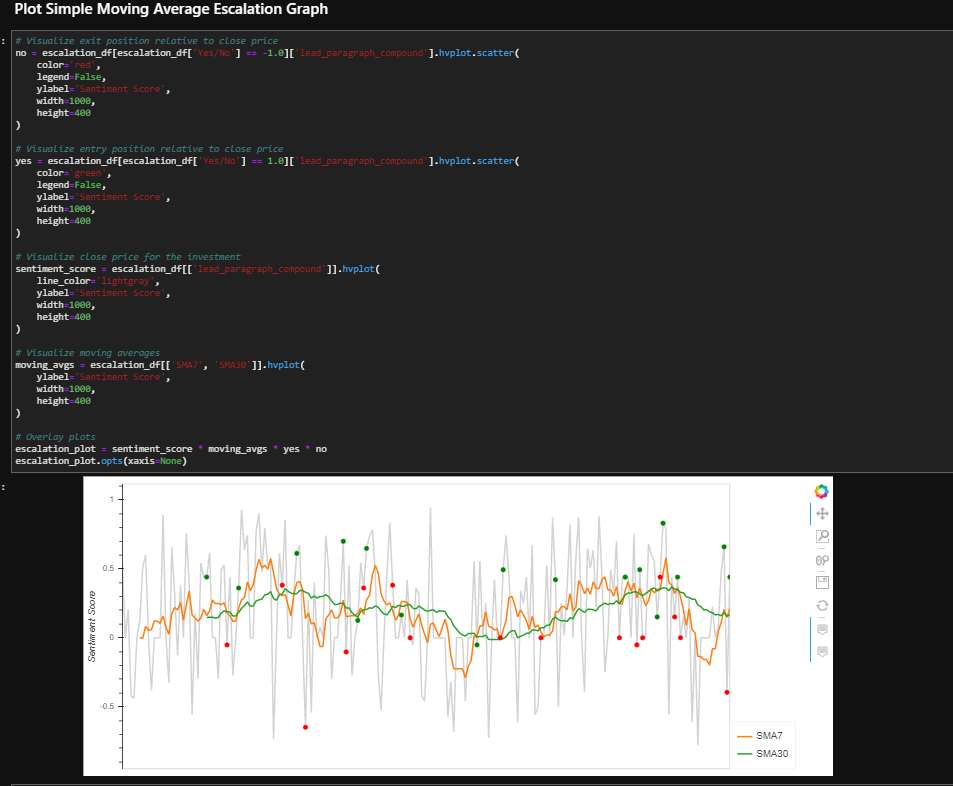 Plot Simple Moving Average Escalation Graph
:
# Visualize exit position relative to close price
no = escalation_df[escalation_df['Yes/No'] == -1.0]['lead_paragraph_compound'].hvplot.scatter(
    color='red',
    legend=False,
    ylabel='Sentiment Score',
    width=1000,
    height=400
)
# Visualize entry position relative to close price
yes = escalation_df[escalation_df['Yes/No'] == 1.0]['lead_paragraph_compound'].hvplot.scatter(
    color='green',
    legend=False,
    ylabel='Sentiment Score',
    width=1000,
    height=400
)
# Visualize close price for the investment
sentiment_score = escalation_df[['lead_paragraph_compound']].hvplot(
    line_color='lightgray',
    ylabel='Sentiment Score',
    width=1000,
    height=400
)
# Visualize moving averages
moving_avgs = escalation_df[['SMA7', 'SMA30']].hvplot(
    ylabel='Sentiment Score',
    width=1000,
    height=400
)
# Overlay plots
escalation_plot = sentiment_score * moving_avgs * yes * no
escalation_plot.opts(xaxis=None)
:
1
0.5
0
-0.5
Sentiment Score
SMA7
SMA30